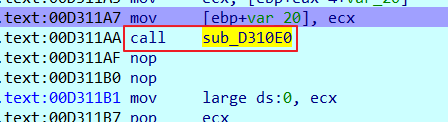 .text:00D311A7 mov [ebp+var_20], ecx
.text:00D311AA call sub_D310E0
.text:00D311AF nop
.text:00D311B0 nop
.text:00D311B1 mov large ds:0, ecx
.text:00D311B7 pop ecx